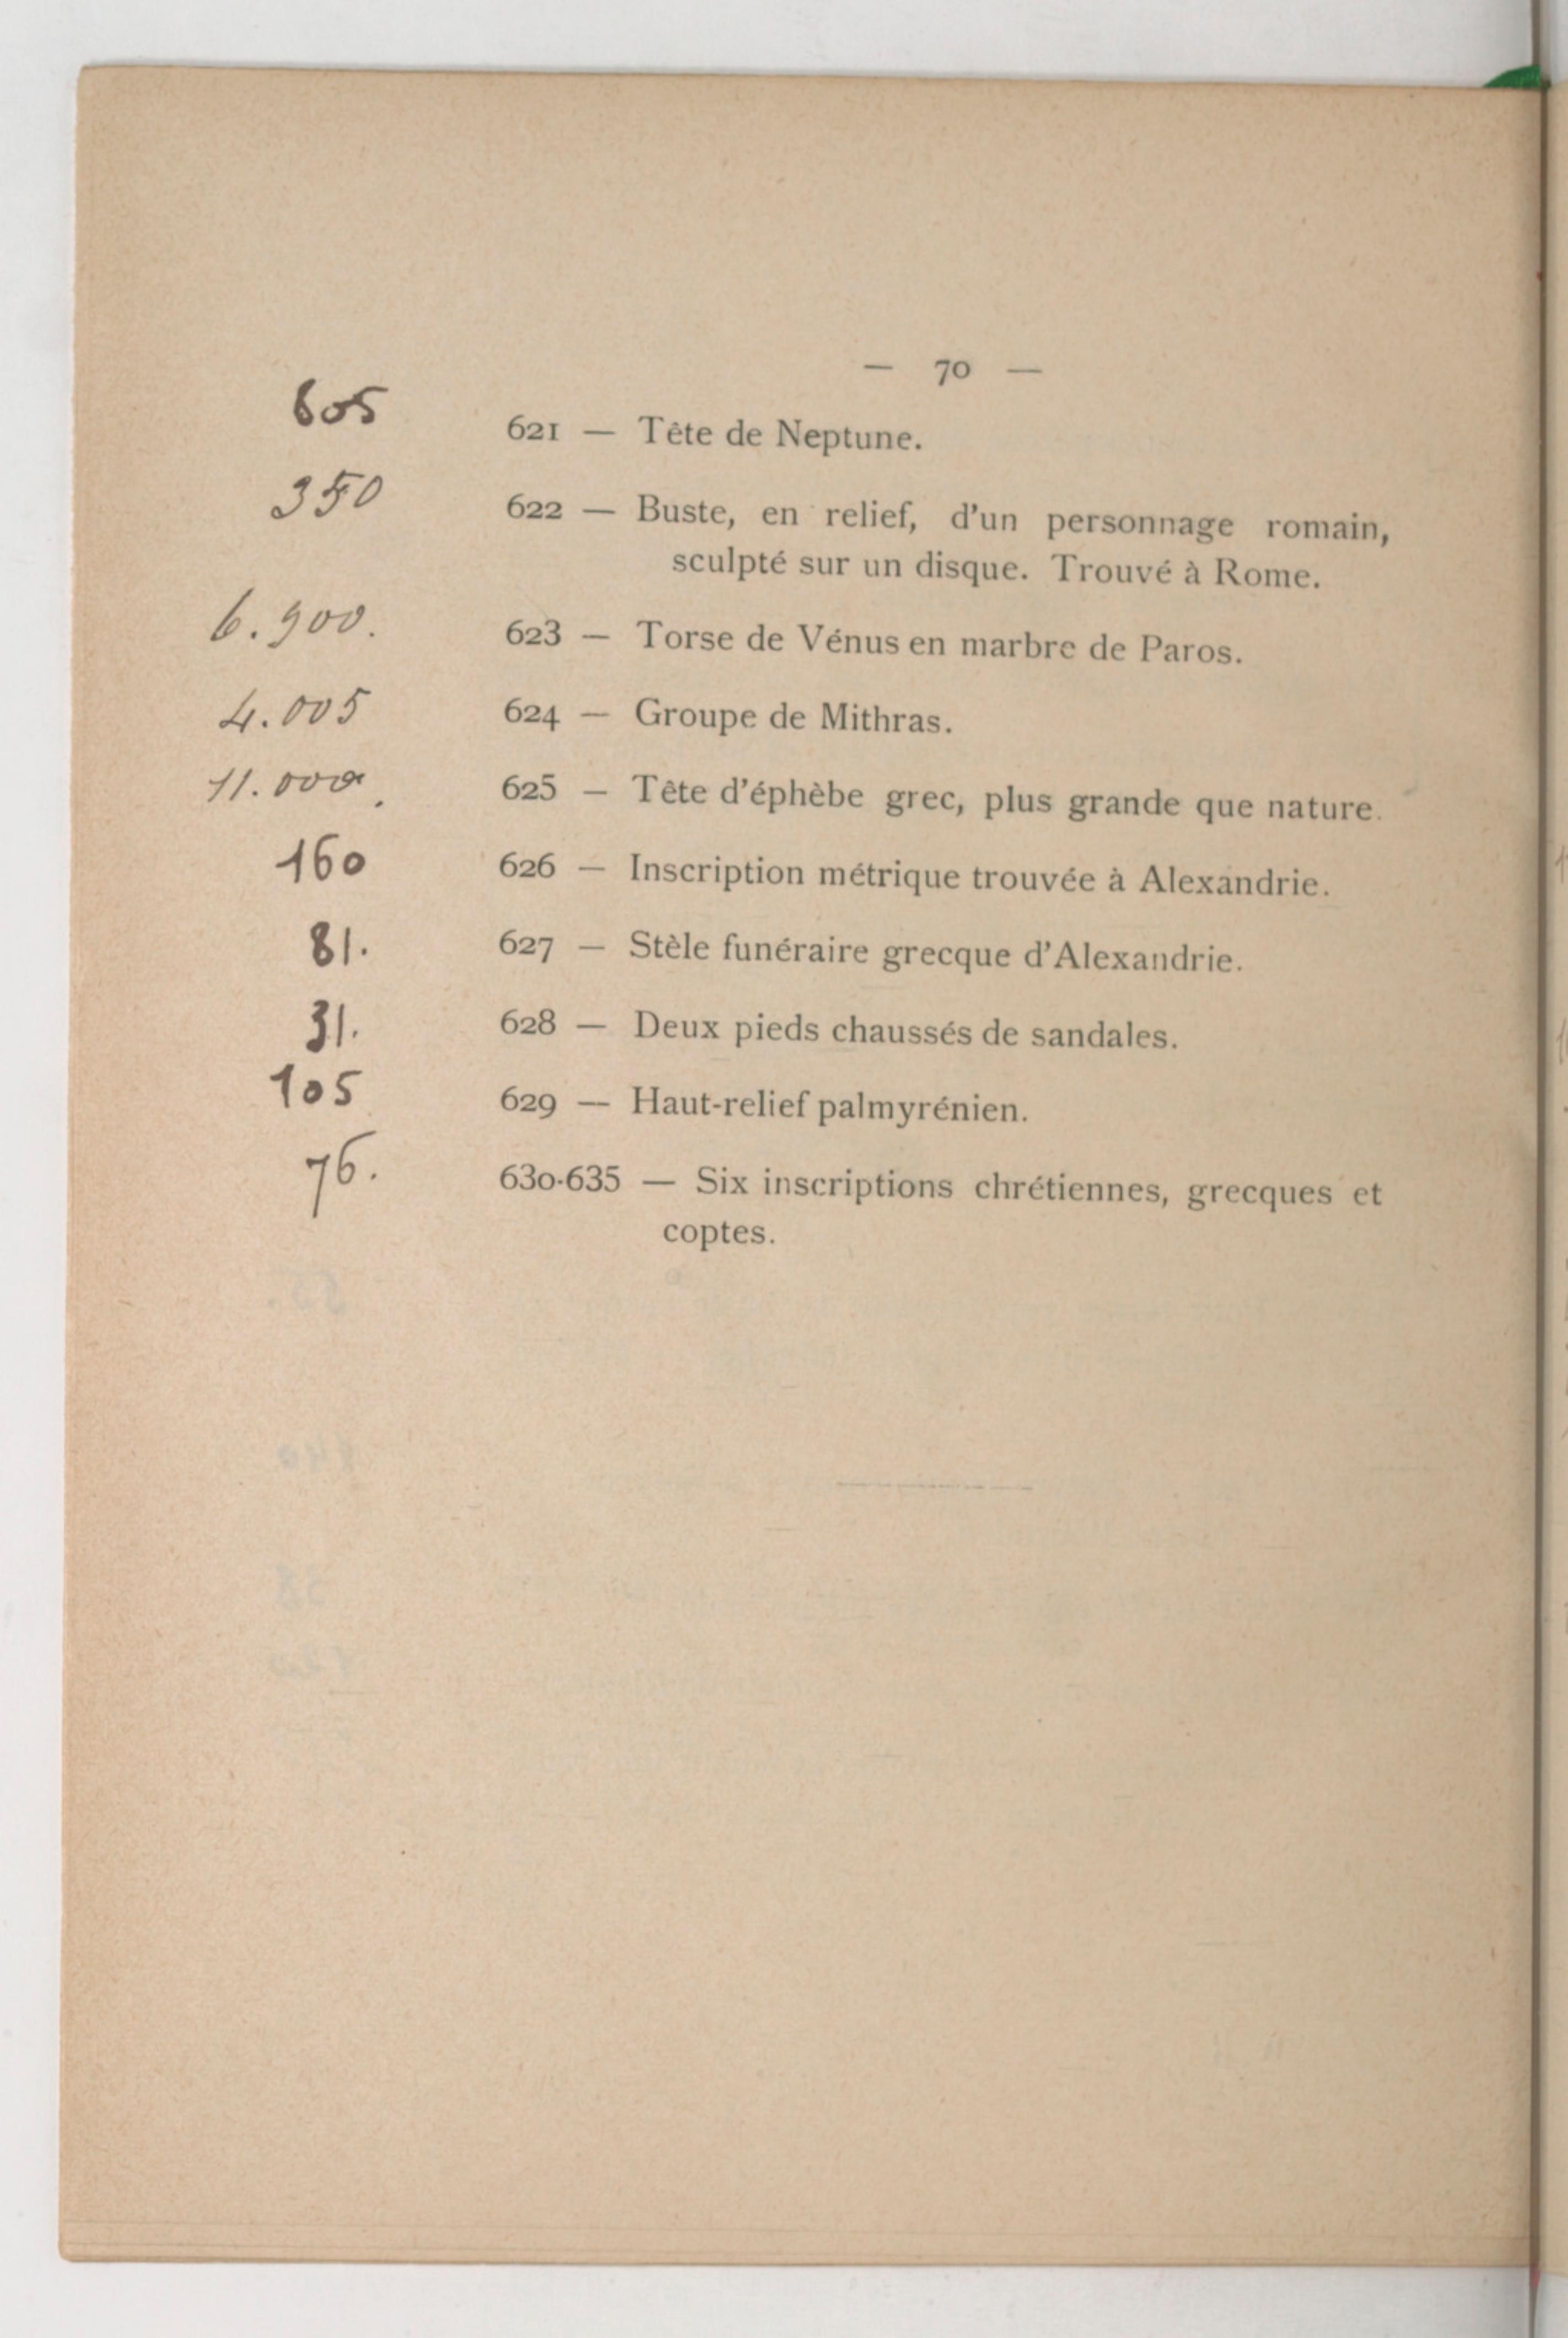 — 70 —
605
621 — Tête de Neptune.
350
622 — Buste, en relief, d'un personnage romain,
sculpté sur un disque. Trouvé à Rome.
6.900.
623 — Torse de Vénus en marbre de Paros.
4.005
624 — Groupe de Mithras.
11.000.
625 — Tête d'éphèbe grec, plus grande que nature.
160
626 — Inscription métrique trouvée à Alexandrie.
81.
627 — Stèle funéraire grecque d'Alexandrie.
31.
628 — Deux pieds chaussés de sandales.
105
629 — Haut-relief palmyrénien.
76.
630-635 — Six inscriptions chrétiennes, grecques et
coptes.